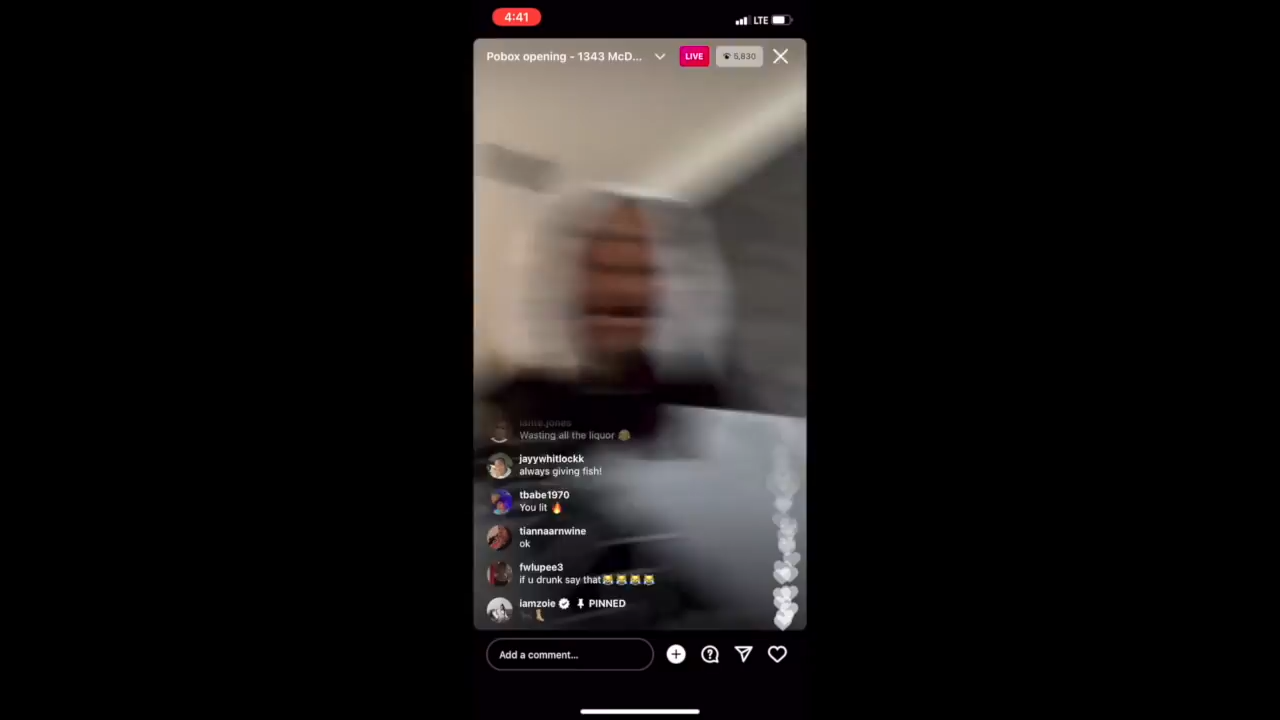 4:41
LTE
Pobox opening - 1343 McD...
LIVE
5,830
Wasting all the liquor
jayywhitlockk
always giving fish!
tbabe1970
You lit 🔥
tiannaarnwine
ok
fwlupee3
if u drunk say that😹😹😹😹
iamzoie PINNED
Add a comment...